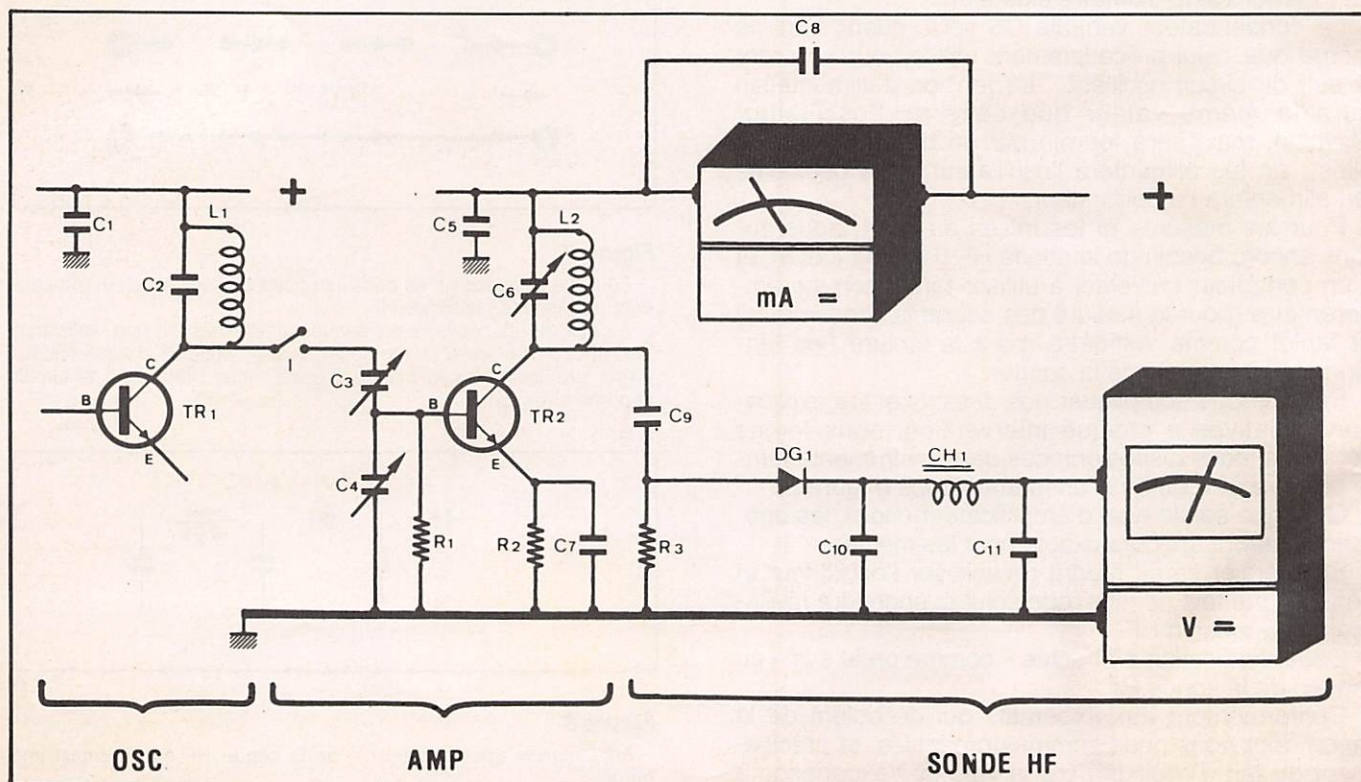 C8
+
+
C1
L1
C2
C5
L2
C6
mA =
I
C3
C
B
TR1
E
C
B
TR2
E
C9
C4
R1
R2
C7
R3
DG1
CH1
C10
C11
V =
OSC
AMP
SONDE HF